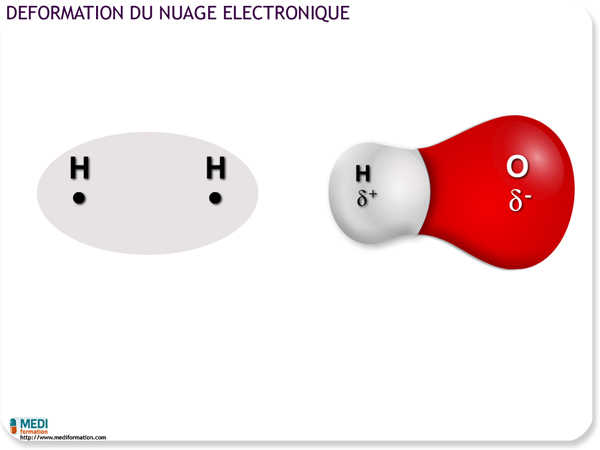 DEFORMATION DU NUAGE ELECTRONIQUE
H H
H
δ+
O
δ-
MEDI
formation
http://www.mediformation.com